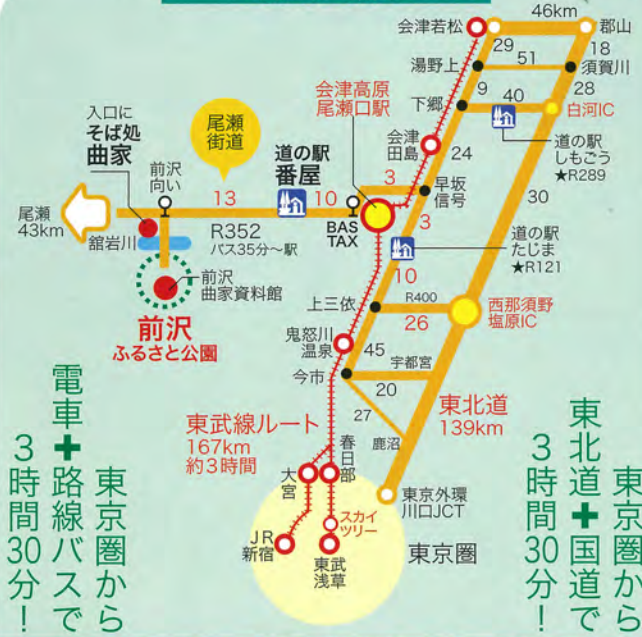 会津若松
46km
郡山
29
18
湯野上
51
須賀川
9
28
会津高原
尾瀬口駅
下郷
40
白河IC
入口に
そば処
曲家
尾瀬
街道
会津
田島
道の駅
しもごう
★R289
前沢
向い
道の駅
番屋
24
30
13
10
3
早坂
信号
尾瀬
43km
R352
バス35分〜駅
BAS
TAX
3
道の駅
たじま
★R121
舘岩川
10
前沢
曲家資料館
上三依
R400
26
西那須野
塩原IC
前沢
ふるさと公園
鬼怒川
温泉
45
宇都宮
今市
20
東武線ルート
167km
約3時間
27
東北道
139km
鹿沼
大宮
春日部
東京外環
川口JCT
スカイ
ツリー
JR
新宿
東武
浅草
東京圏
東京圏から
電車✚路線バスで
3時間30分!
東京圏から
東北道✚国道で
3時間30分!